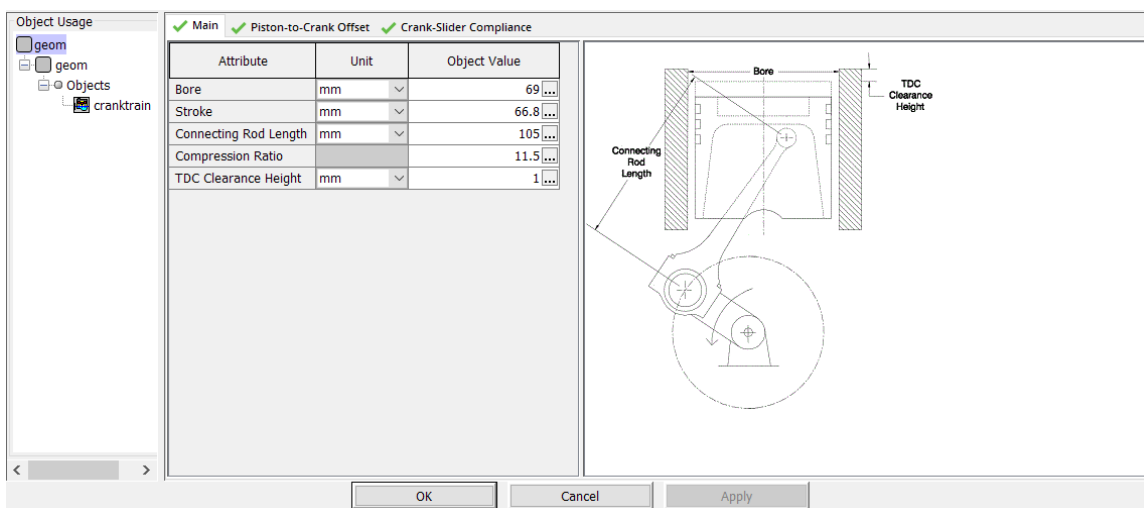 Object Usage
geom
geom
Objects
cranktrain
Main
Piston-to-Crank Offset
Crank-Slider Compliance
Attribute Unit Object Value
Bore mm 69 ...
Stroke mm 66.8 ...
Connecting Rod Length mm 105 ...
Compression Ratio 11.5 ...
TDC Clearance Height mm 1 ...
Bore
TDC
Clearance
Height
Connecting
Rod
Length
OK Cancel Apply